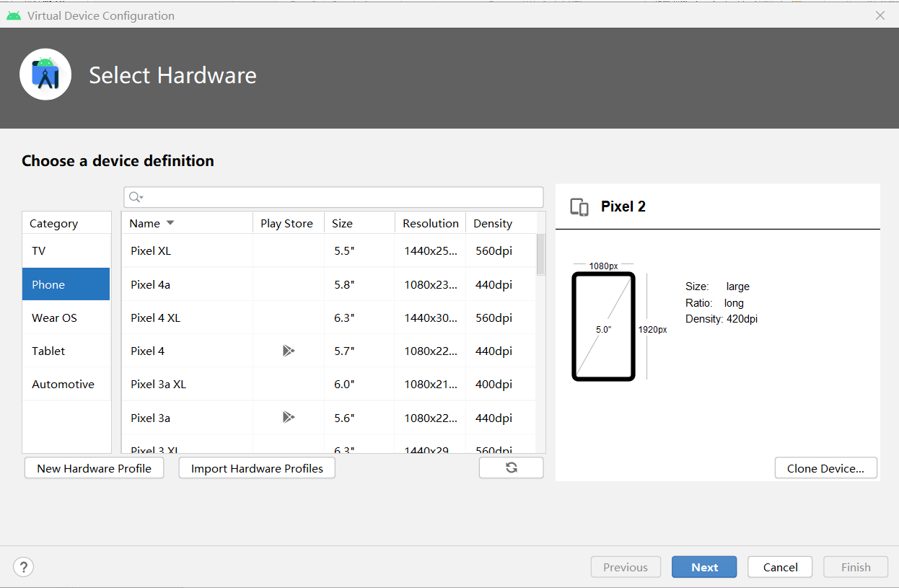 Virtual Device Configuration
Select Hardware
Choose a device definition
Category
TV
Phone
Wear OS
Tablet
Automotive
Name Play Store Size Resolution Density
Pixel XL 5.5" 1440x25... 560dpi
Pixel 4a 5.8" 1080x23... 440dpi
Pixel 4 XL 6.3" 1440x30... 560dpi
Pixel 4 5.7" 1080x22... 440dpi
Pixel 3a XL 6.0" 1080x21... 400dpi
Pixel 3a 5.6" 1080x22... 440dpi
Pixel 3 XL 6.3" 1440x29... 560dpi
New Hardware Profile
Import Hardware Profiles
Pixel 2
1080px
5.0"
1920px
Size: large
Ratio: long
Density: 420dpi
Clone Device...
?
Previous
Next
Cancel
Finish